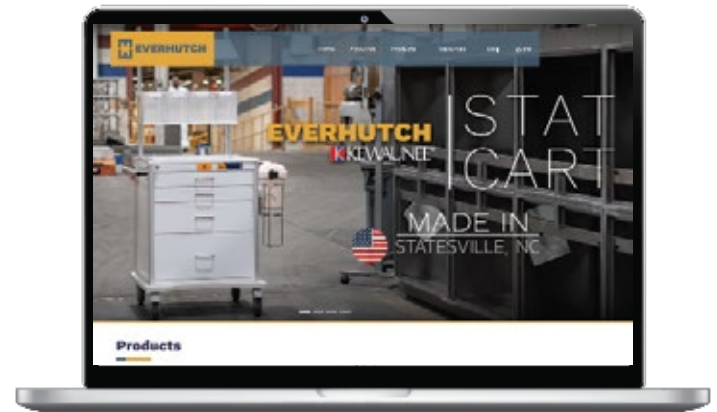 EVERHUTCH
EVERHUTCH
KEWAUNEE
STAT
CART
MADE IN
STATESVILLE, NC
Products